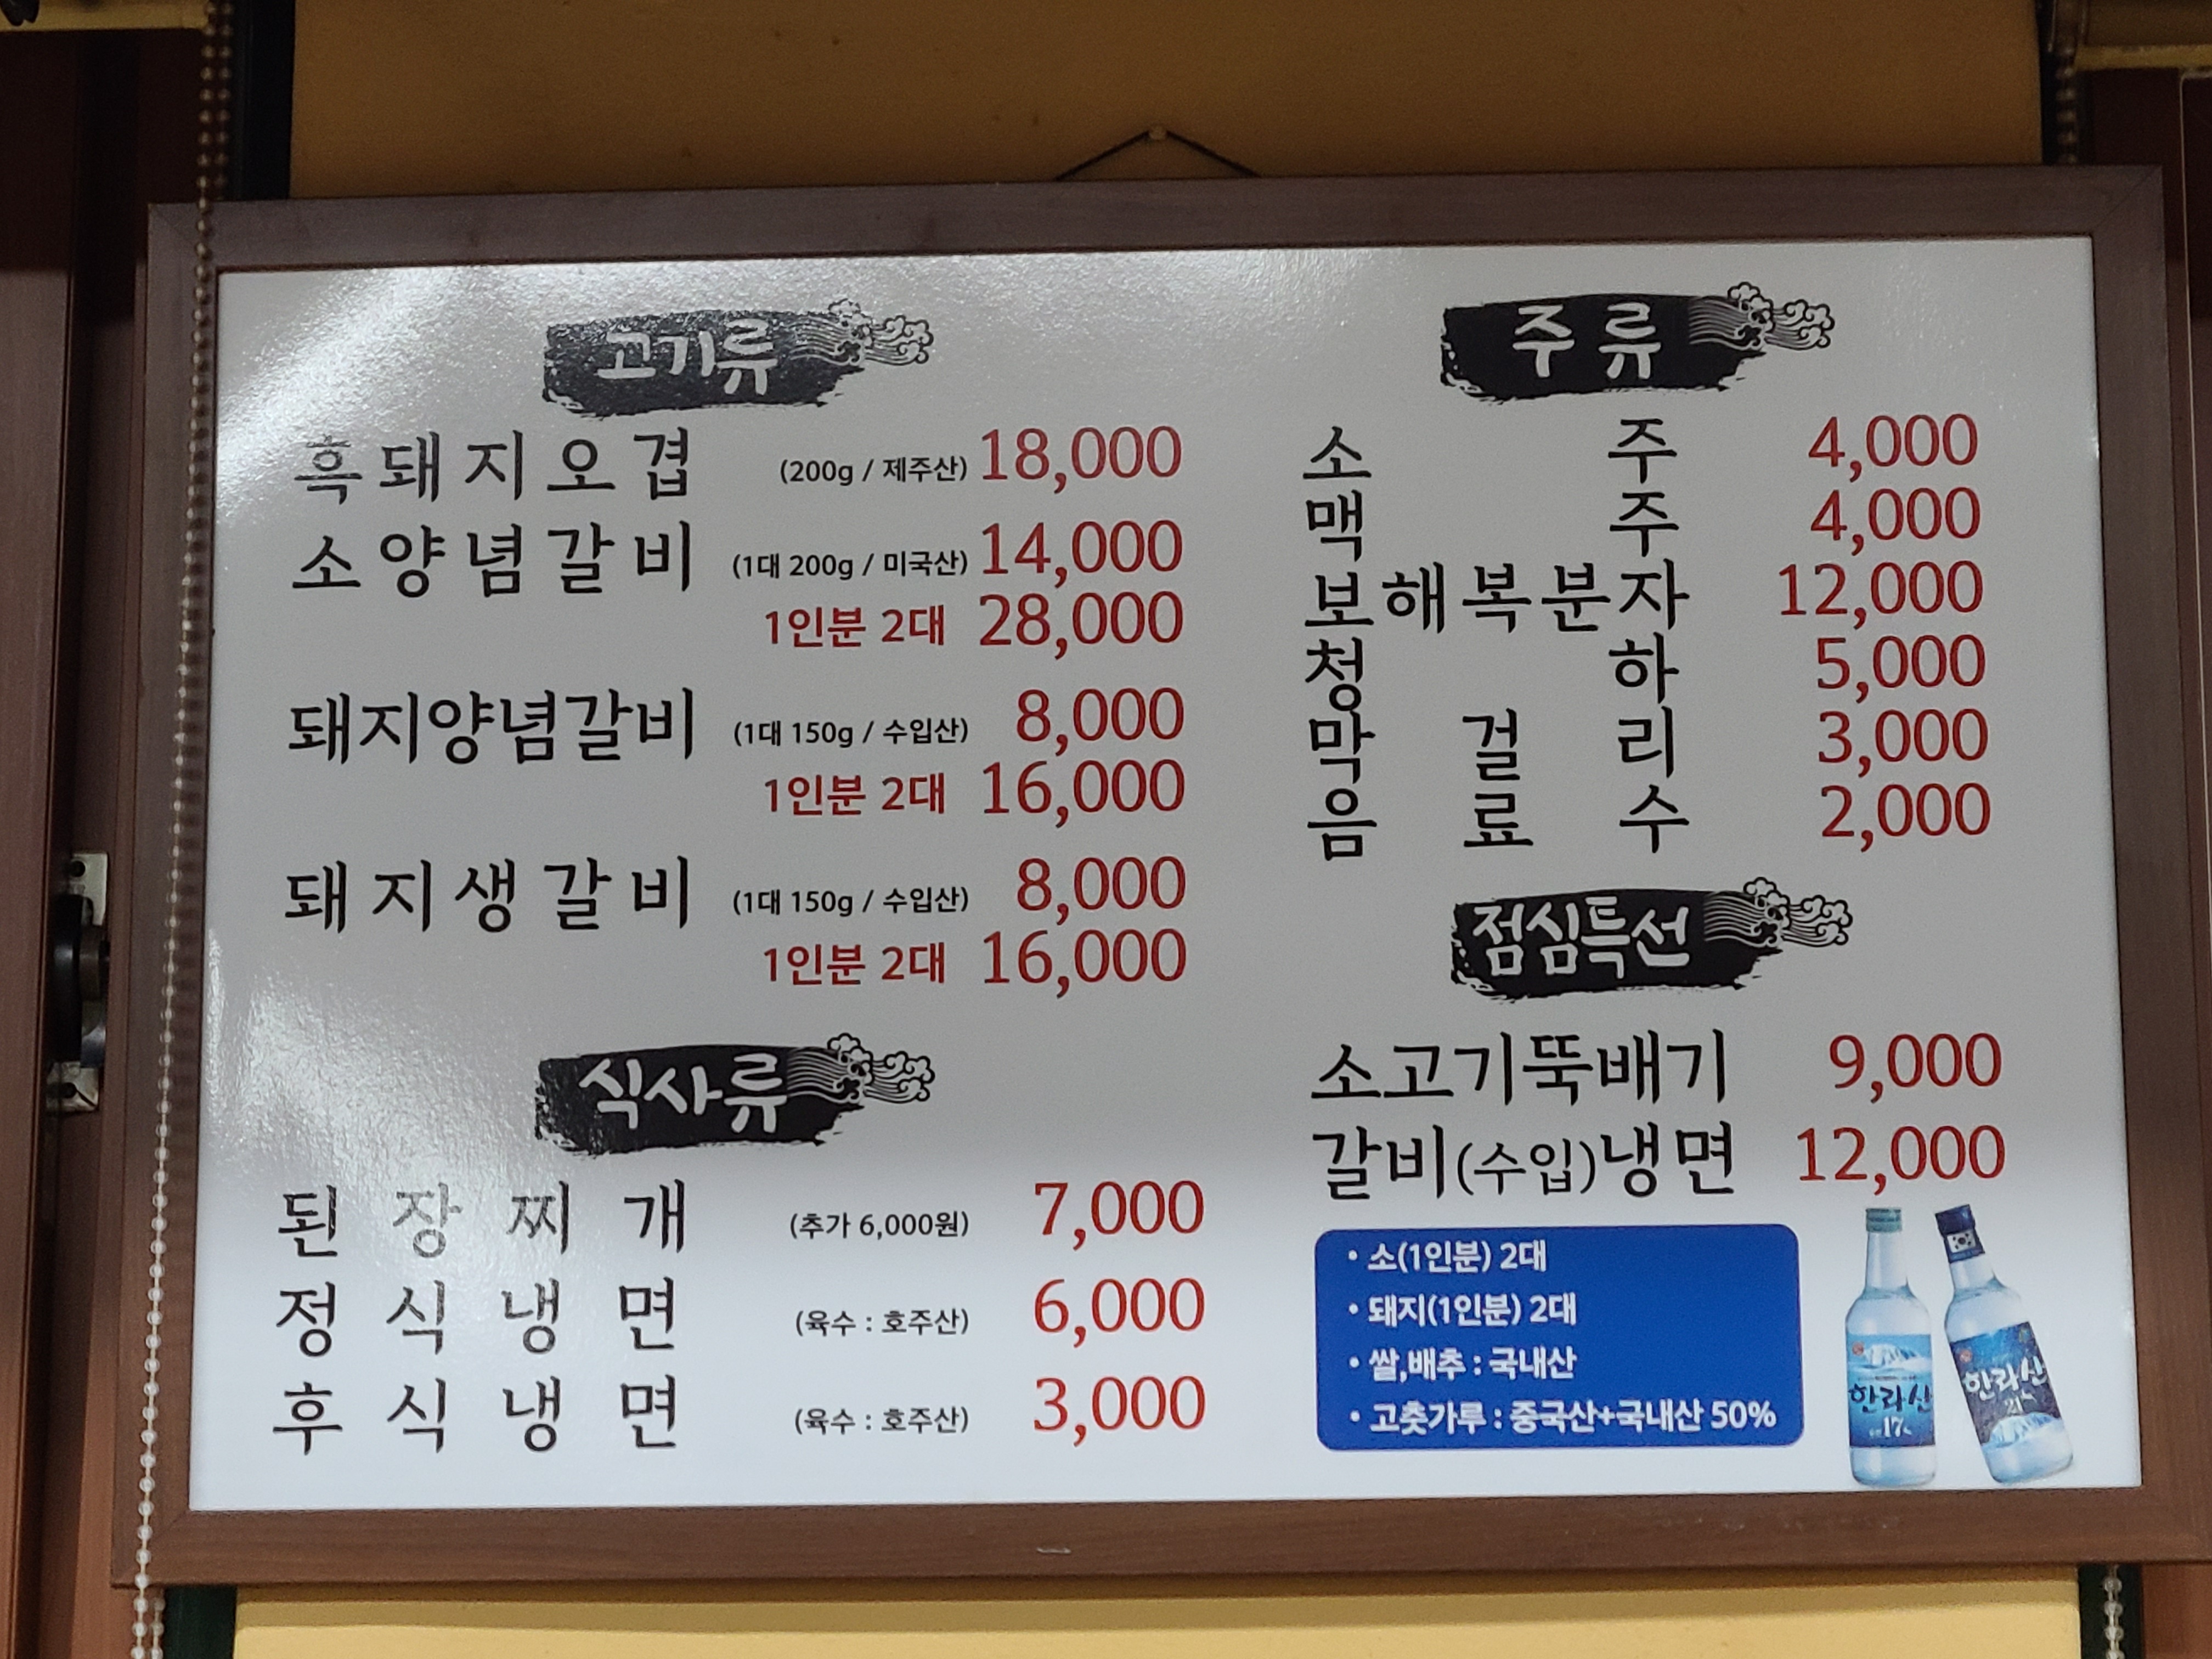 고기류
흑돼지오겹 (200g / 제주산) 18,000
소양념갈비 (1대 200g / 미국산) 14,000
1인분 2대 28,000
돼지양념갈비 (1대 150g / 수입산) 8,000
1인분 2대 16,000
돼지생갈비 (1대 150g / 수입산) 8,000
1인분 2대 16,000
식사류
된장찌개 (추가 6,000원) 7,000
정식냉면 (육수 : 호주산) 6,000
후식냉면 (육수 : 호주산) 3,000
주류
소주 4,000
맥주 4,000
보해복분자 12,000
청하 5,000
막걸리 3,000
음료수 2,000
점심특선
소고기뚝배기 9,000
갈비(수입)냉면 12,000
• 소(1인분) 2대
• 돼지(1인분) 2대
• 쌀,배추 : 국내산
• 고춧가루 : 중국산+국내산 50%
한라산
17
한라산
21